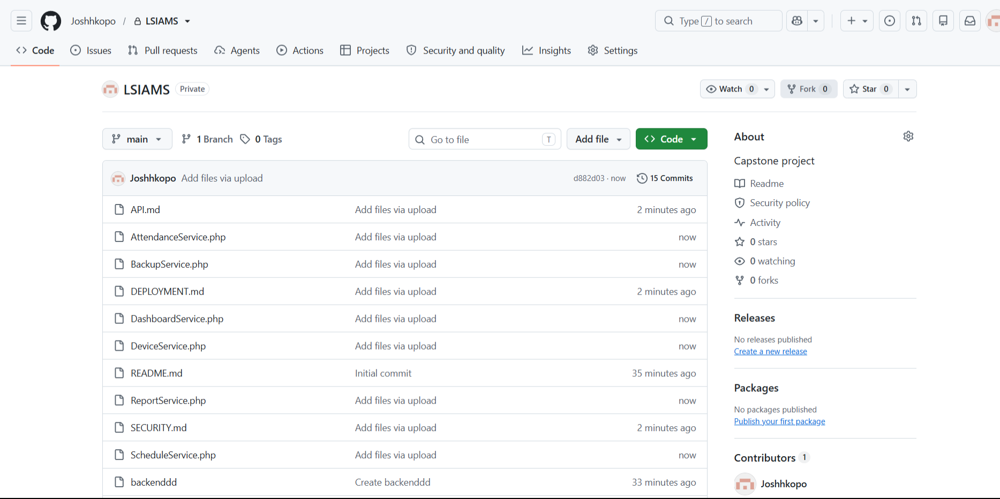 Joshhkopo / LSIAMS
Type / to search
Code Issues Pull requests Agents Actions Projects Security and quality Insights Settings
LSIAMS Private
Watch 0 Fork 0 Star 0
main 1 Branch 0 Tags Go to file T Add file Code
Joshhkopo Add files via upload d882d03 · now 15 Commits
API.md Add files via upload 2 minutes ago
AttendanceService.php Add files via upload now
BackupService.php Add files via upload now
DEPLOYMENT.md Add files via upload 2 minutes ago
DashboardService.php Add files via upload now
DeviceService.php Add files via upload now
README.md Initial commit 35 minutes ago
ReportService.php Add files via upload now
SECURITY.md Add files via upload 2 minutes ago
ScheduleService.php Add files via upload now
backenddd Create backenddd 33 minutes ago
About
Capstone project
Readme
Security policy
Activity
0 stars
0 watching
0 forks
Releases
No releases published
Create a new release
Packages
No packages published
Publish your first package
Contributors 1
Joshhkopo